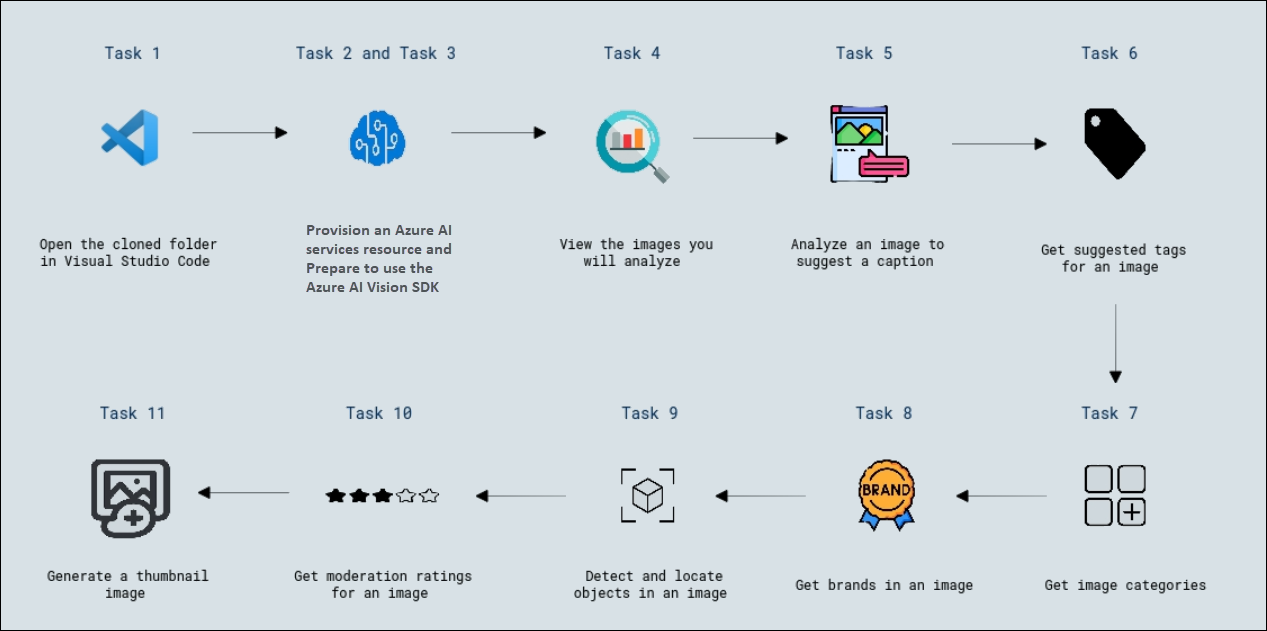 Task 1
Task 2 and Task 3
Task 4
Task 5
Task 6
Open the cloned folder
in Visual Studio Code
Provision an Azure AI
services resource and
Prepare to use the
Azure AI Vision SDK
View the images you
will analyze
Analyze an image to
suggest a caption
Get suggested tags
for an image
Task 11
Task 10
Task 9
Task 8
Task 7
BRAND
Generate a thumbnail
image
Get moderation ratings
for an image
Detect and locate
objects in an image
Get brands in an image
Get image categories